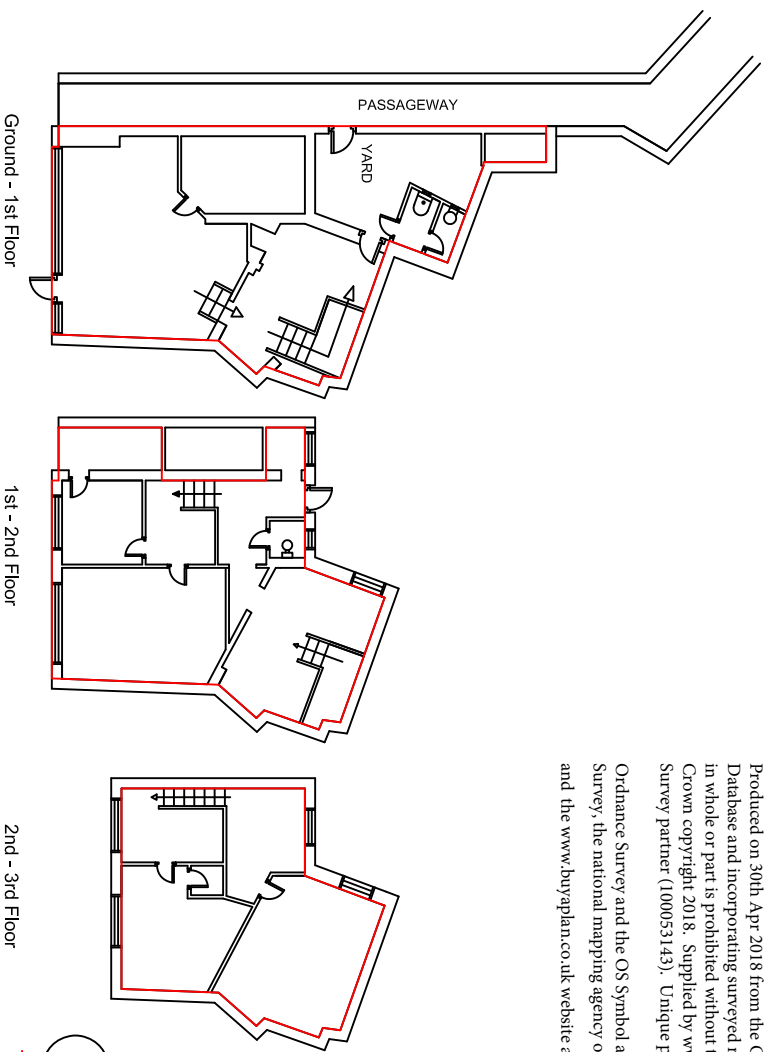 PASSAGEWAY
YARD
Ground - 1st Floor
1st - 2nd Floor
2nd - 3rd Floor
Produced on 30th Apr 2018 from the
Database and incorporating surveyed
in whole or part is prohibited without
Crown copyright 2018. Supplied by
Survey partner (100053143). Unique
Ordnance Survey and the OS Symbol
Survey, the national mapping agency
and the www.buyaplan.co.uk website